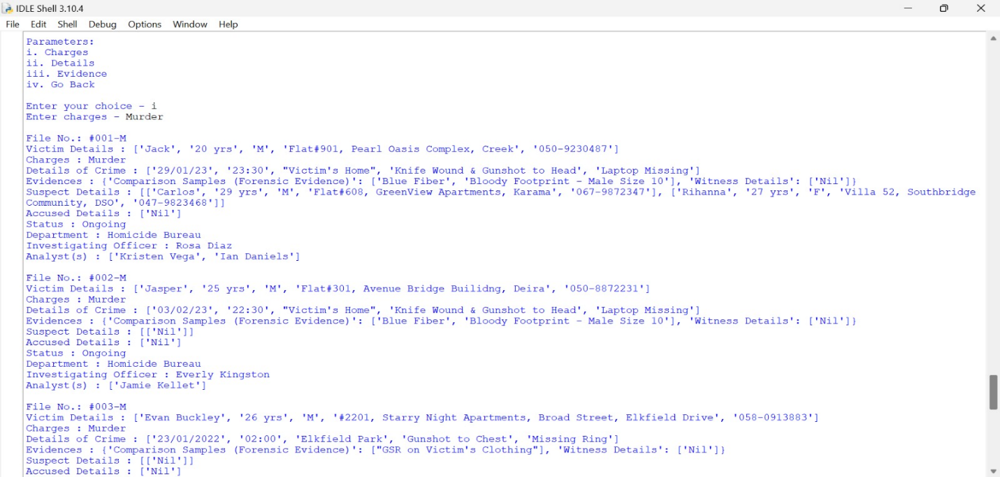 IDLE Shell 3.10.4
File Edit Shell Debug Options Window Help
Parameters:
i. Charges
ii. Details
iii. Evidence
iv. Go Back
Enter your choice - i
Enter charges - Murder
File No.: #001-M
Victim Details : ['Jack', '20 yrs', 'M', 'Flat#901, Pearl Oasis Complex, Creek', '050-9230487']
Charges : Murder
Details of Crime : ['29/01/23', '23:30', "Victim's Home", 'Knife Wound & Gunshot to Head', 'Laptop Missing']
Evidences : {'Comparison Samples (Forensic Evidence)': ['Blue Fiber', 'Bloody Footprint - Male Size 10'], 'Witness Details': ['Nil']}
Suspect Details : [['Carlos', '29 yrs', 'M', 'Flat#608, GreenView Apartments, Karama', '067-9872347'], ['Rihanna', '27 yrs', 'F', 'Villa 52, Southbridge
Community, DSO', '047-9823468']]
Accused Details : ['Nil']
Status : Ongoing
Department : Homicide Bureau
Investigating Officer : Rosa Diaz
Analyst(s) : ['Kristen Vega', 'Ian Daniels']
File No.: #002-M
Victim Details : ['Jasper', '25 yrs', 'M', 'Flat#301, Avenue Bridge Builidng, Deira', '050-8872231']
Charges : Murder
Details of Crime : ['03/02/23', '22:30', "Victim's Home", 'Knife Wound & Gunshot to Head', 'Laptop Missing']
Evidences : {'Comparison Samples (Forensic Evidence)': ['Blue Fiber', 'Bloody Footprint - Male Size 10'], 'Witness Details': ['Nil']}
Suspect Details : [['Nil']]
Accused Details : ['Nil']
Status : Ongoing
Department : Homicide Bureau
Investigating Officer : Everly Kingston
Analyst(s) : ['Jamie Kellet']
File No.: #003-M
Victim Details : ['Evan Buckley', '26 yrs', 'M', '#2201, Starry Night Apartments, Broad Street, Elkfield Drive', '058-0913883']
Charges : Murder
Details of Crime : ['23/01/2022', '02:00', 'Elkfield Park', 'Gunshot to Chest', 'Missing Ring']
Evidences : {'Comparison Samples (Forensic Evidence)': ["GSR on Victim's Clothing"], 'Witness Details': ['Nil']}
Suspect Details : [['Nil']]
Accused Details : ['Nil']